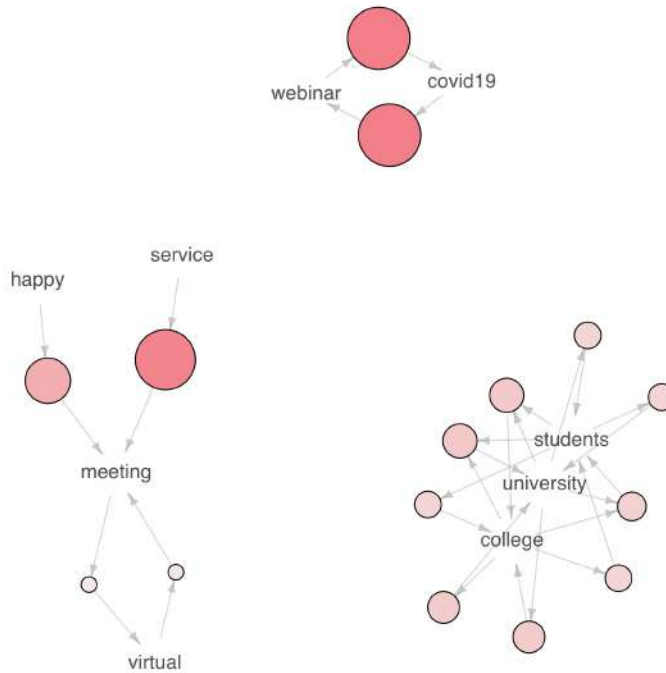 covid19
webinar
service
happy
students
meeting
university
college
virtual